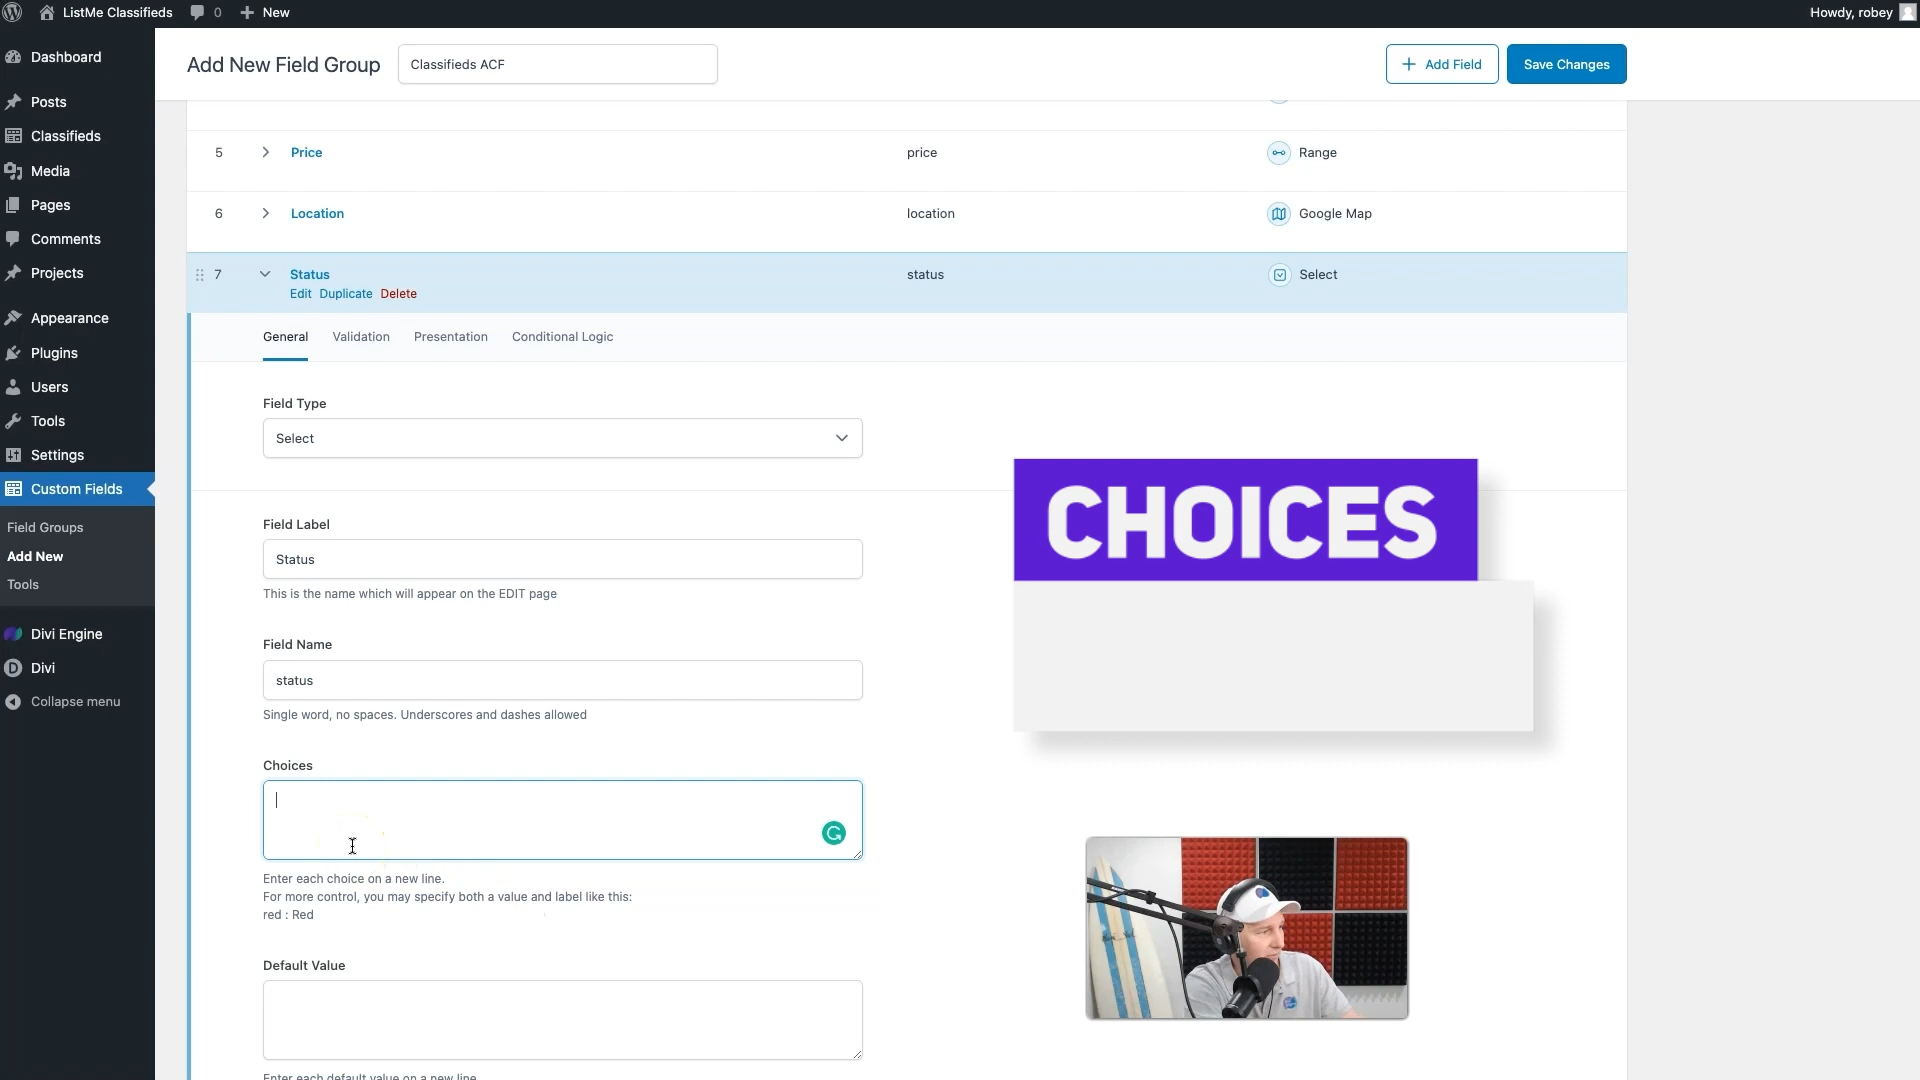 ListMe Classifieds 0 New Howdy, robey
Add New Field Group
Classifieds ACF
Add Field
Save Changes
Dashboard
Posts
Classifieds
Media
Pages
Comments
Projects
Appearance
Plugins
Users
Tools
Settings
Custom Fields
Field Groups
Add New
Tools
Divi Engine
Divi
Collapse menu
5 Price price Range
6 Location location Google Map
7 Status status Select
Edit Duplicate Delete
General Validation Presentation Conditional Logic
Field Type
Select
Field Label
Status
This is the name which will appear on the EDIT page
Field Name
status
Single word, no spaces. Underscores and dashes allowed
Choices
Enter each choice on a new line.
For more control, you may specify both a value and label like this:
red : Red
Default Value
Enter each default value on a new line
CHOICES